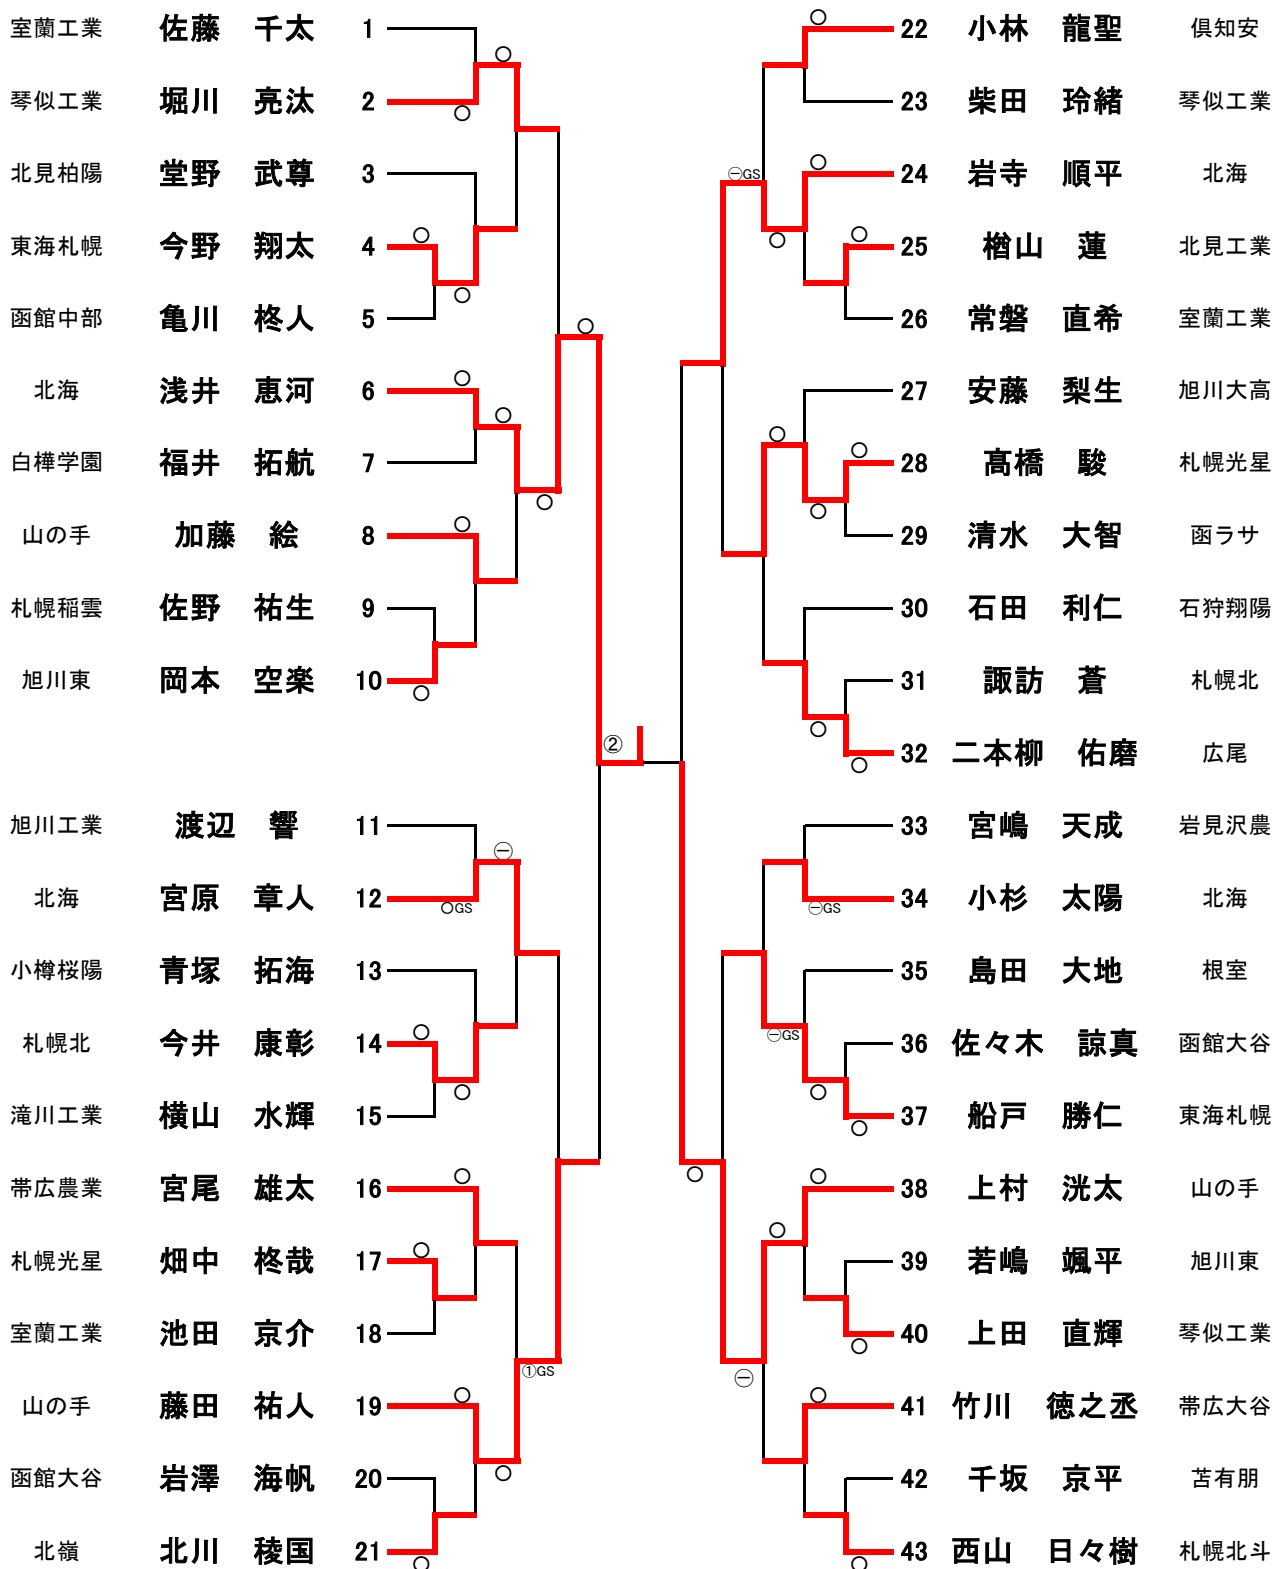 室蘭工業 佐藤 千太 1
琴似工業 堀川 亮汰 2
北見柏陽 堂野 武尊 3
東海札幌 今野 翔太 4
函館中部 亀川 柊人 5
北海 浅井 恵河 6
白樺学園 福井 拓航 7
山の手 加藤 絵 8
札幌稲雲 佐野 祐生 9
旭川東 岡本 空楽 10
旭川工業 渡辺 響 11
北海 宮原 章人 12
小樽桜陽 青塚 拓海 13
札幌北 今井 康彰 14
滝川工業 横山 水輝 15
帯広農業 宮尾 雄太 16
札幌光星 畑中 柊哉 17
室蘭工業 池田 京介 18
山の手 藤田 祐人 19
函館大谷 岩澤 海帆 20
北嶺 北川 稜国 21
○
○
○
○
○
○
○
○
○
○
②
㊀
○GS
○
○
○
○
①GS
○
○
○
22 小林 龍聖 倶知安
23 柴田 玲緒 琴似工業
24 岩寺 順平 北海
25 楢山 蓮 北見工業
26 常磐 直希 室蘭工業
27 安藤 梨生 旭川大高
28 髙橋 駿 札幌光星
29 清水 大智 函ラサ
30 石田 利仁 石狩翔陽
31 諏訪 蒼 札幌北
32 二本柳 佑磨 広尾
33 宮嶋 天成 岩見沢農
34 小杉 太陽 北海
35 島田 大地 根室
36 佐々木 諒真 函館大谷
37 船戸 勝仁 東海札幌
38 上村 洸太 山の手
39 若嶋 颯平 旭川東
40 上田 直輝 琴似工業
41 竹川 徳之丞 帯広大谷
42 千坂 京平 苫有朋
43 西山 日々樹 札幌北斗
○
○
㊀GS
○
○
○
○
○
○
○
㊀GS
㊀GS
○
○
○
○
○
○
㊀
○
○